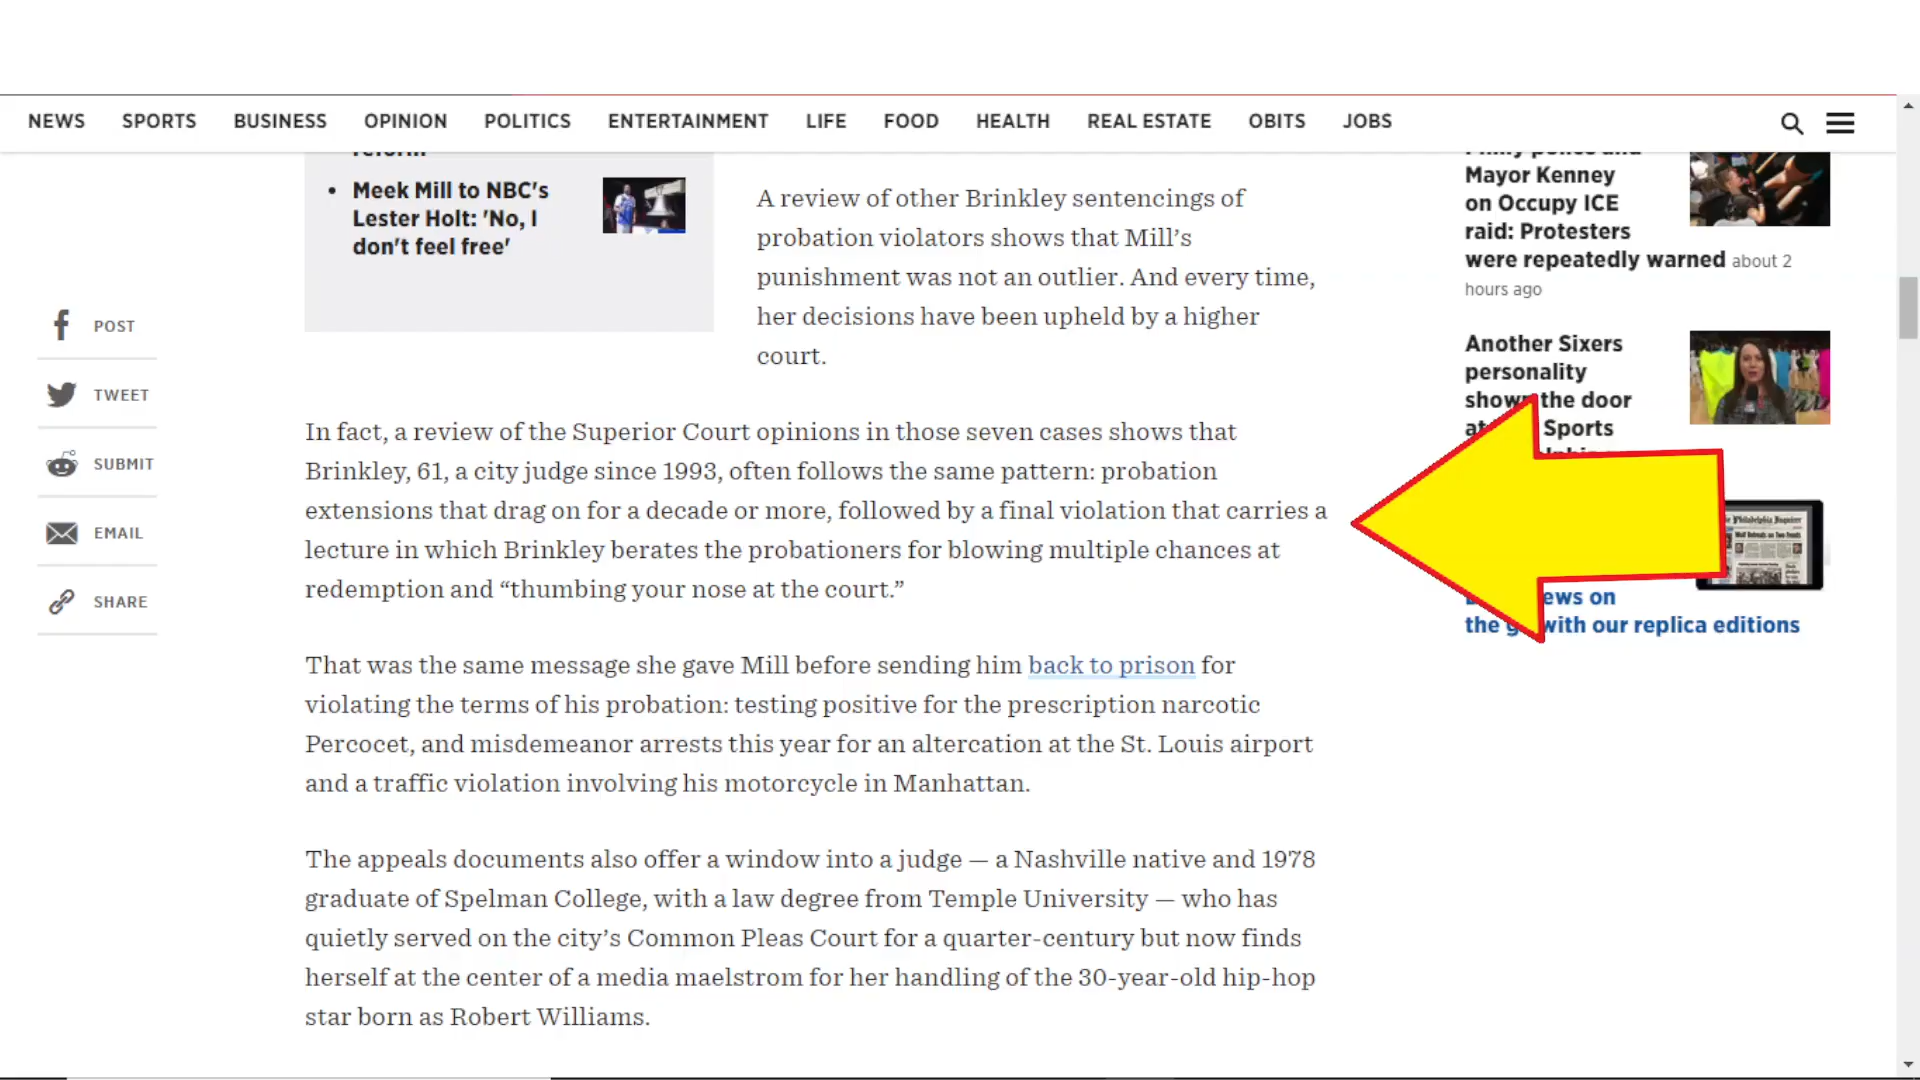 NEWS SPORTS BUSINESS OPINION POLITICS ENTERTAINMENT LIFE FOOD HEALTH REAL ESTATE OBITS JOBS
reform
• Meek Mill to NBC's
Lester Holt: 'No, I
don't feel free'
A review of other Brinkley sentencings of
probation violators shows that Mill’s
punishment was not an outlier. And every time,
her decisions have been upheld by a higher
court.
POST
TWEET
SUBMIT
EMAIL
SHARE
In fact, a review of the Superior Court opinions in those seven cases shows that
Brinkley, 61, a city judge since 1993, often follows the same pattern: probation
extensions that drag on for a decade or more, followed by a final violation that carries a
lecture in which Brinkley berates the probationers for blowing multiple chances at
redemption and “thumbing your nose at the court.”
That was the same message she gave Mill before sending him back to prison for
violating the terms of his probation: testing positive for the prescription narcotic
Percocet, and misdemeanor arrests this year for an altercation at the St. Louis airport
and a traffic violation involving his motorcycle in Manhattan.
The appeals documents also offer a window into a judge — a Nashville native and 1978
graduate of Spelman College, with a law degree from Temple University — who has
quietly served on the city’s Common Pleas Court for a quarter-century but now finds
herself at the center of a media maelstrom for her handling of the 30-year-old hip-hop
star born as Robert Williams.
Philly police and
Mayor Kenney
on Occupy ICE
raid: Protesters
were repeatedly warned about 2
hours ago
Another Sixers
personality
shown the door
at Sports
Philadelphia Inquirer
ews on
the with our replica editions